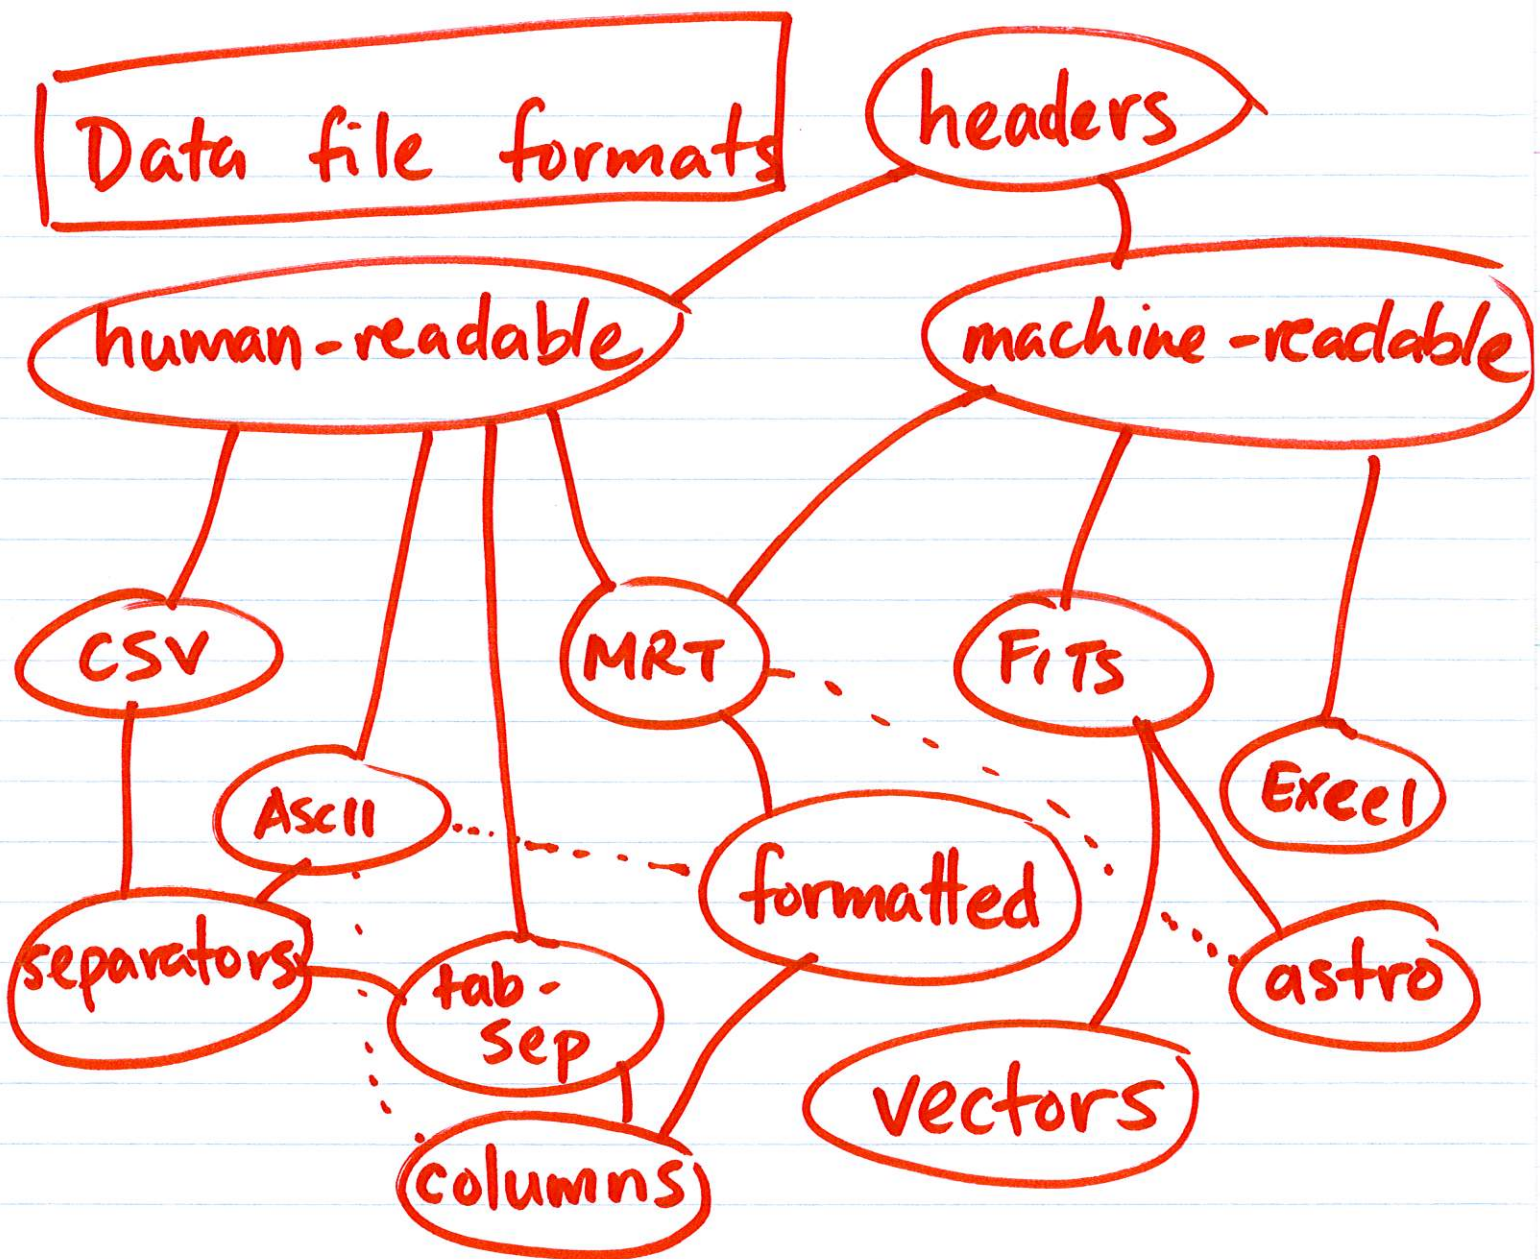 Data file formats
headers
human-readable
machine-readable
CSV
MRT
FITS
Excel
Ascii
formatted
separators
tab-
sep
astro
vectors
columns